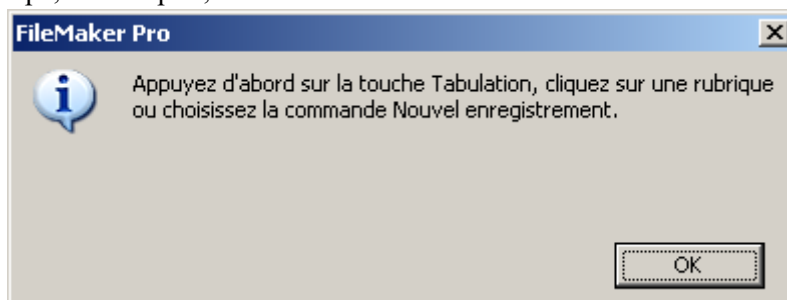 FileMaker Pro
Appuyez d'abord sur la touche Tabulation, cliquez sur une rubrique
ou choisissez la commande Nouvel enregistrement.
OK